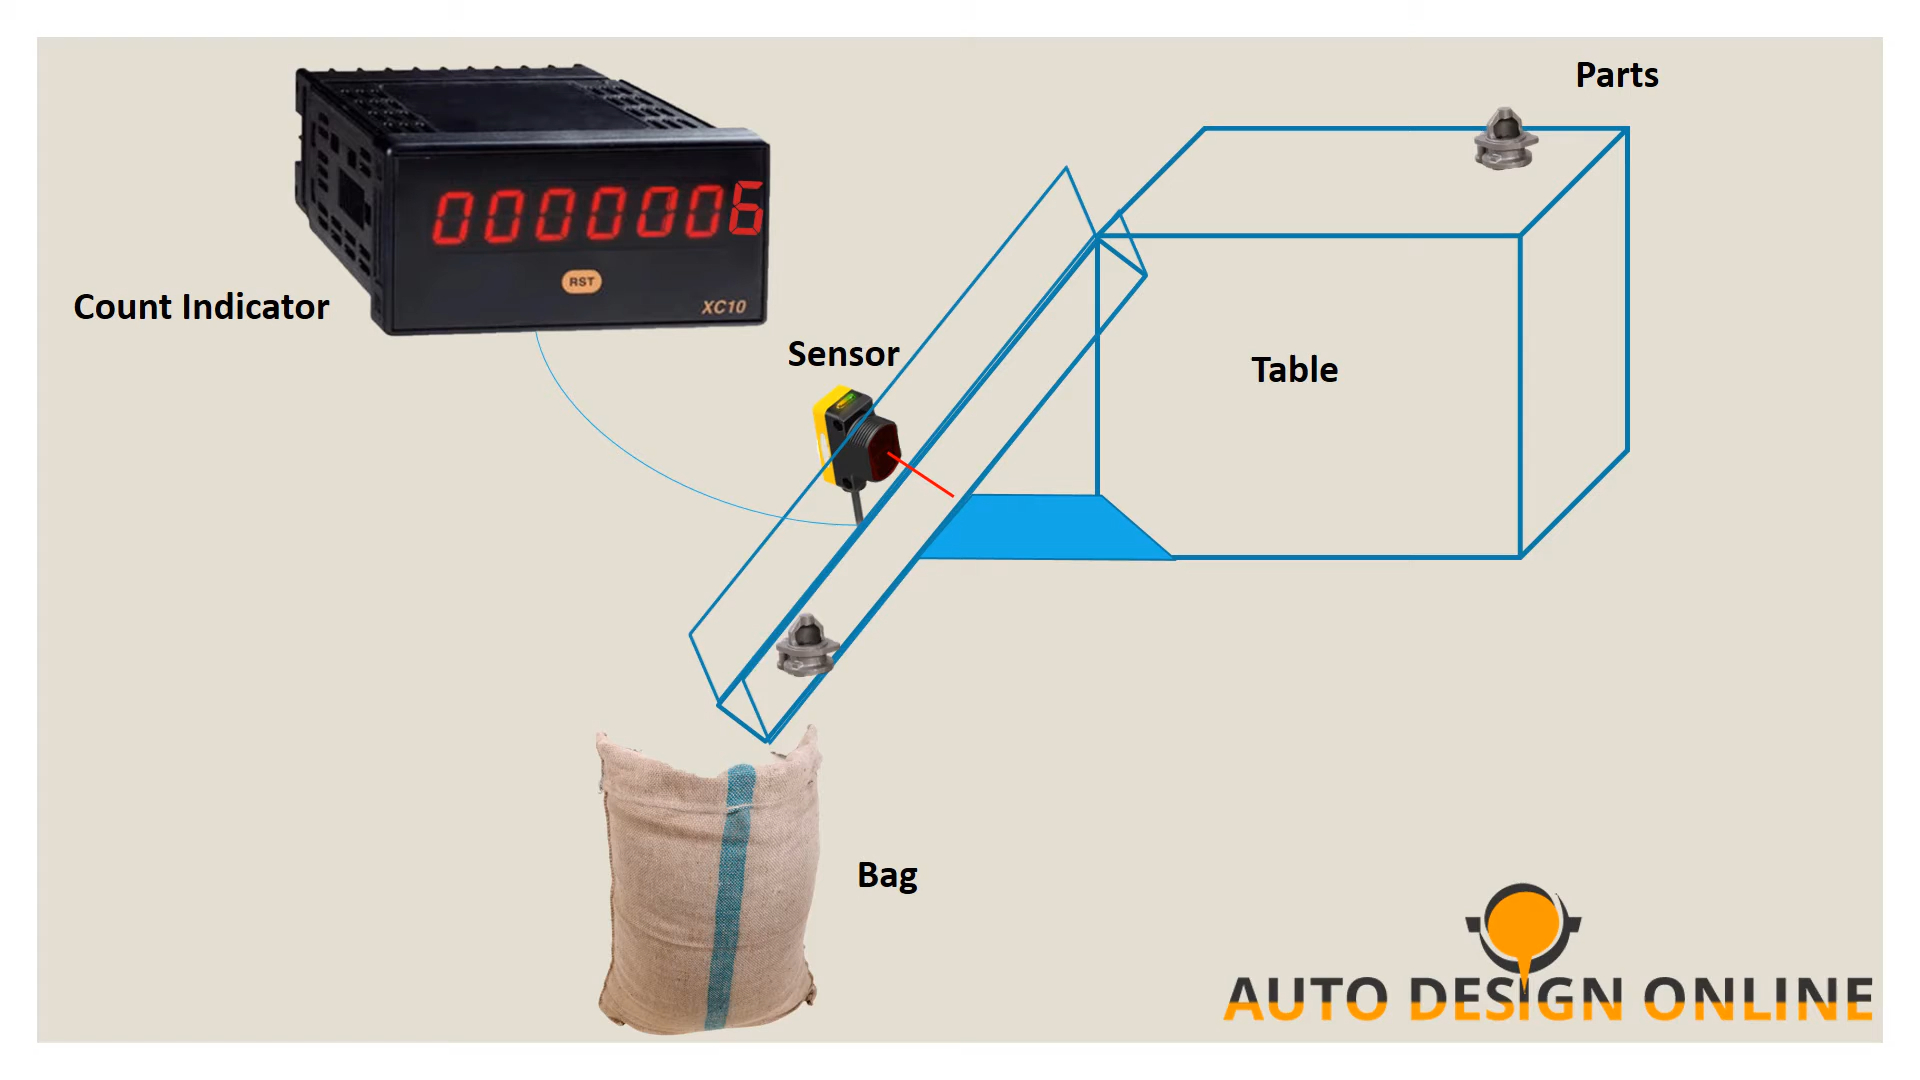 Parts
0000006
RST
XC10
Count Indicator
Sensor
Table
Bag
AUTO DESIGN ONLINE